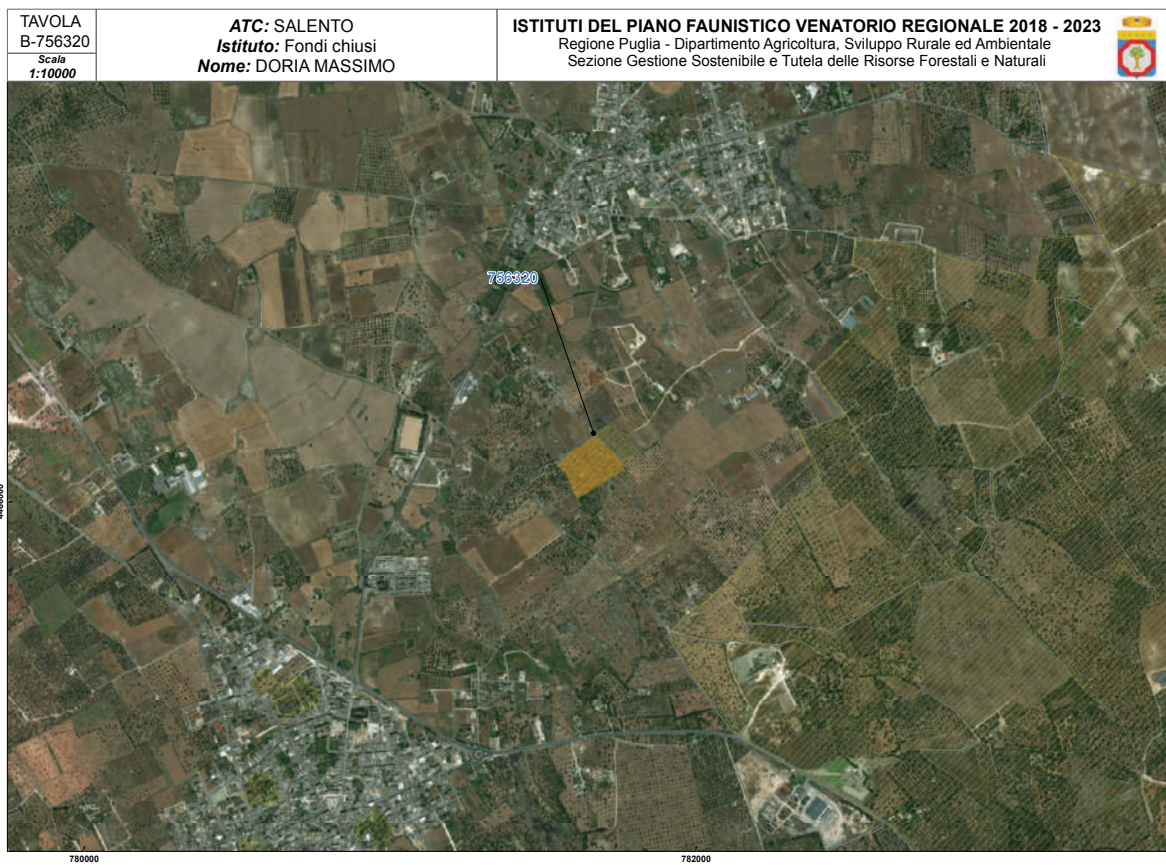 TAVOLA
B-756320
Scala
1:10000
ATC: SALENTO
Istituto: Fondi chiusi
Nome: DORIA MASSIMO
ISTITUTI DEL PIANO FAUNISTICO VENATORIO REGIONALE 2018 - 2023
Regione Puglia - Dipartimento Agricoltura, Sviluppo Rurale ed Ambientale
Sezione Gestione Sostenibile e Tutela delle Risorse Forestali e Naturali
756320
780000
782000